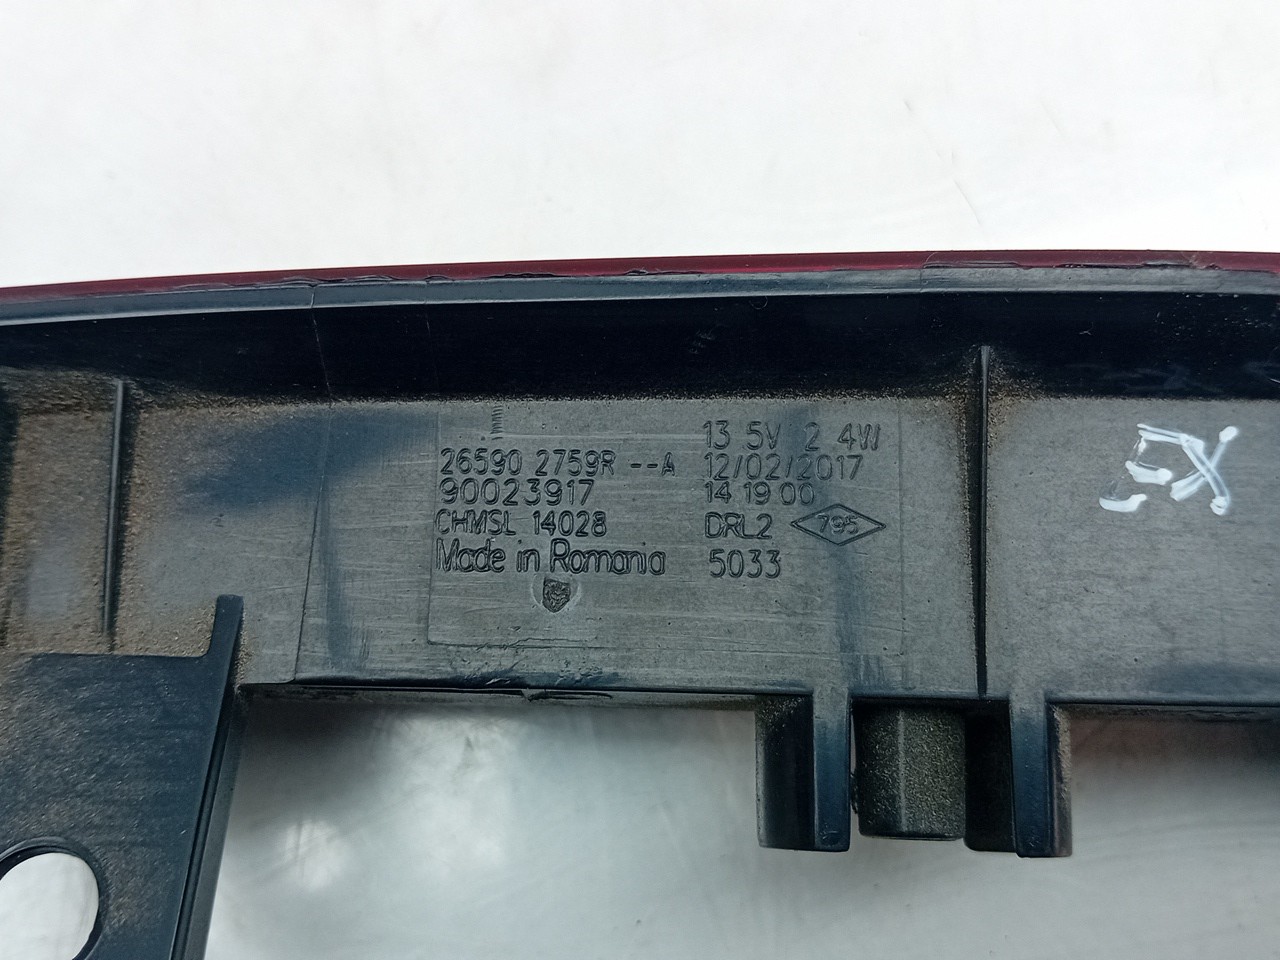 13 5V 2 4W
26590 2759R --A 12/02/2017
90023917 14 19 00
CHMSL 14028 DRL2 795
Made in Romania 5033
EX